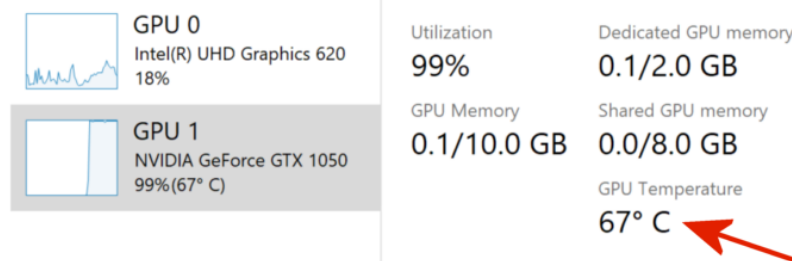 GPU 0
Intel(R) UHD Graphics 620
18%
GPU 1
NVIDIA GeForce GTX 1050
99%(67° C)
Utilization
99%
Dedicated GPU memory
0.1/2.0 GB
GPU Memory
0.1/10.0 GB
Shared GPU memory
0.0/8.0 GB
GPU Temperature
67° C